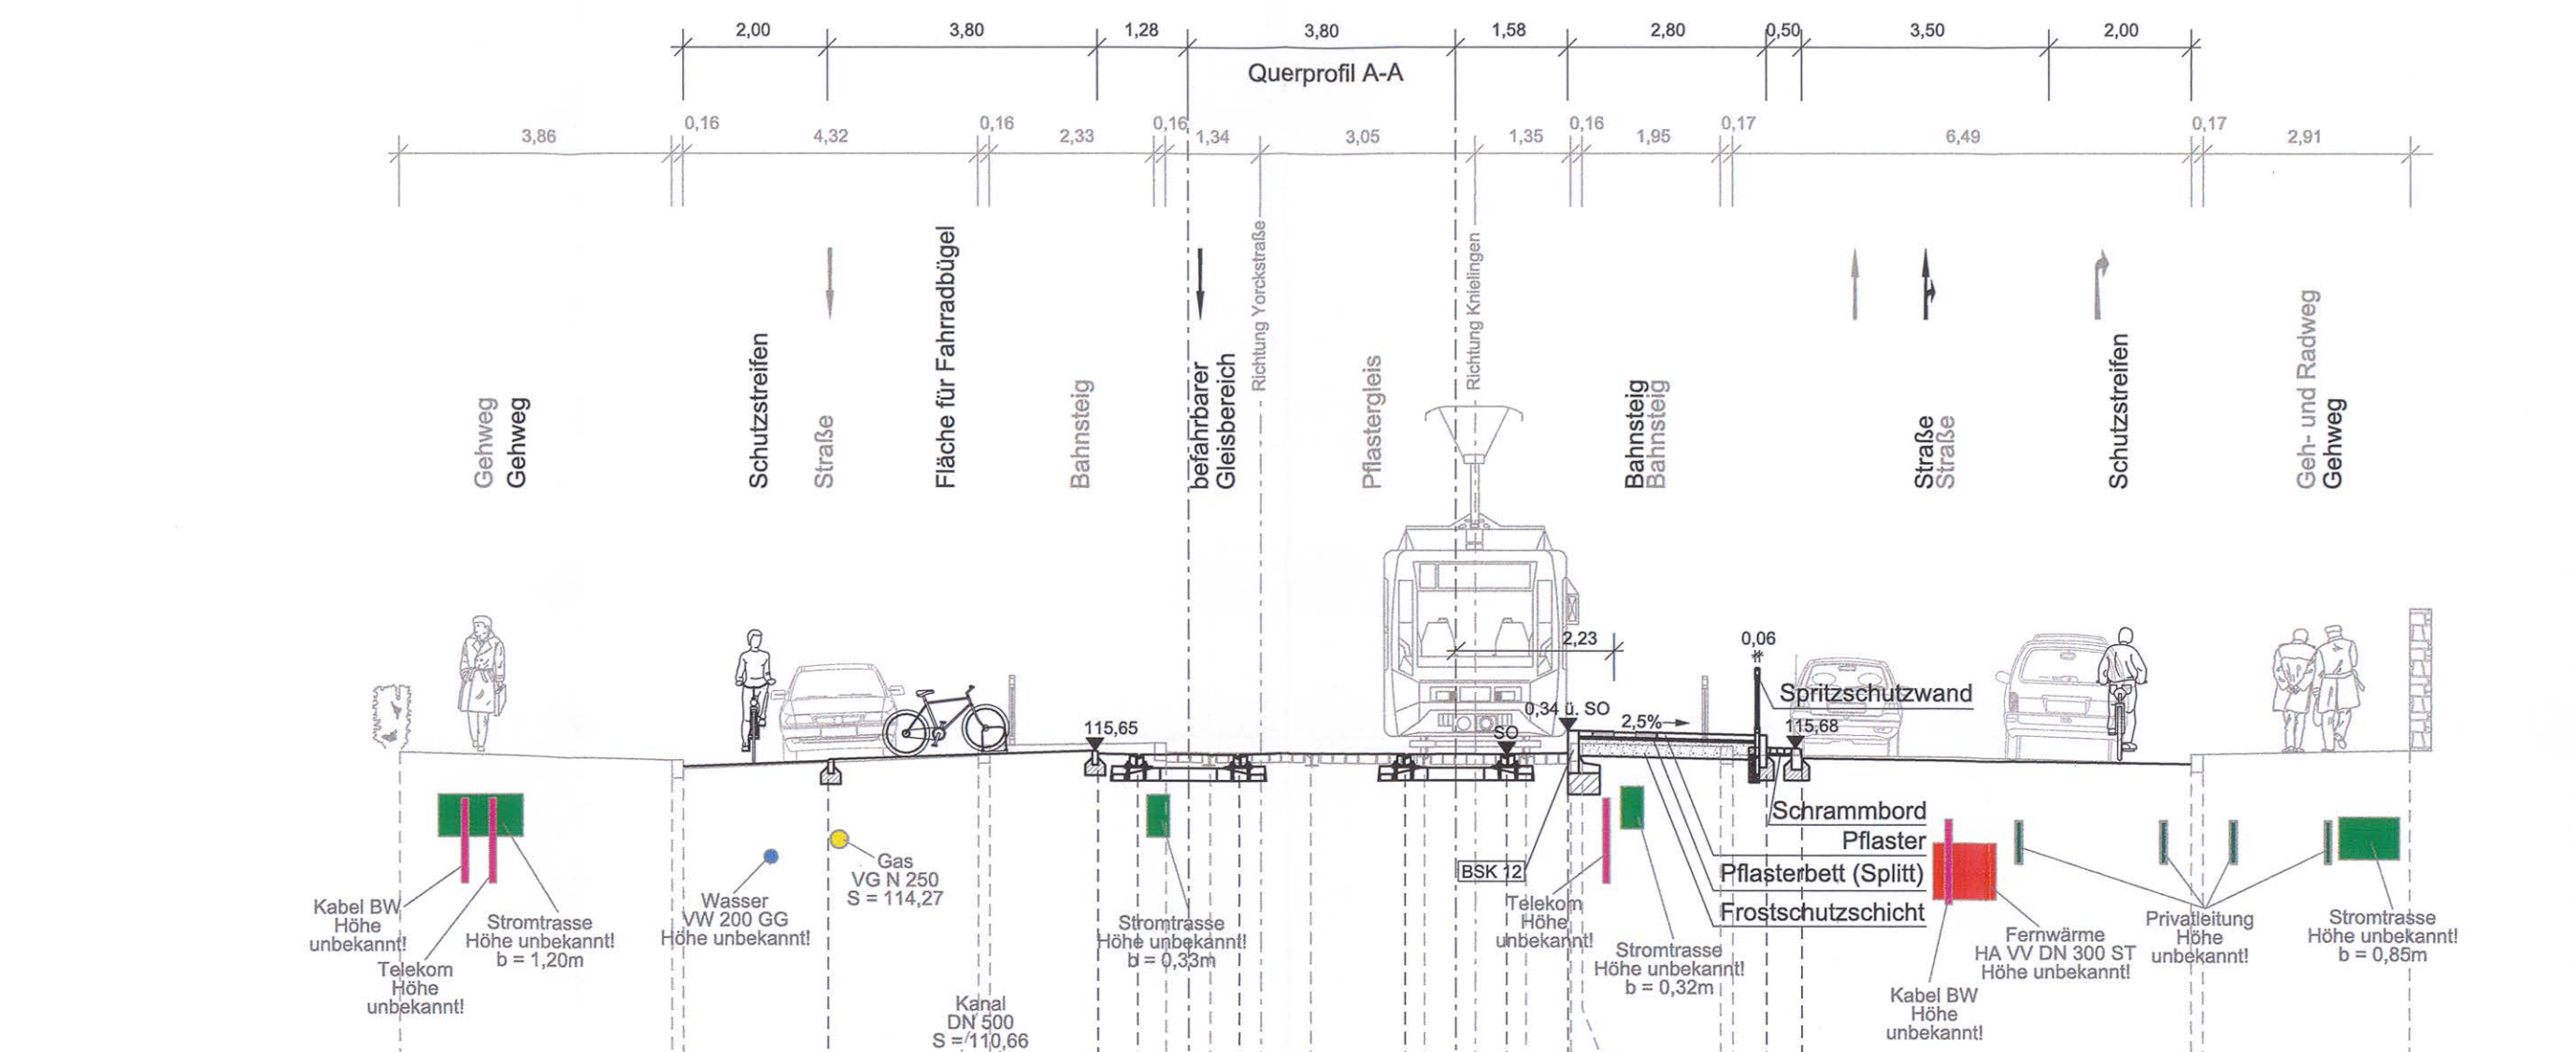 2,00 3,80 1,28 3,80 1,58 2,80 0,50 3,50 2,00
Querprofil A-A
3,86 0,16 4,32 0,16 2,33 0,16 1,34 3,05 1,35 0,16 1,95 0,17 6,49 0,17 2,91
Gehweg
Gehweg
Schutzstreifen
Straße
Fläche für Fahrradbügel
Bahnsteig
befahrbarer
Gleisbereich
Richtung Yorckstraße
Pflastergleis
Richtung Knielingen
Bahnsteig
Bahnsteig
Straße
Straße
Schutzstreifen
Geh- und Radweg
Gehweg
2,23
0,06
Spritzschutzwand
0,34 ü. SO
2,5%
115,65
SO
115,68
Schrammbord
Pflaster
Pflasterbett (Splitt)
Frostschutzschicht
BSK 12
Kabel BW
Höhe
unbekannt!
Telekom
Höhe
unbekannt!
Stromtrasse
Höhe unbekannt!
b = 1,20m
Wasser
VW 200 GG
Höhe unbekannt!
Gas
VG N 250
S = 114,27
Kanal
DN 500
S = 110,66
Stromtrasse
Höhe unbekannt!
b = 0,33m
Telekom
Höhe
unbekannt!
Stromtrasse
Höhe unbekannt!
b = 0,32m
Kabel BW
Höhe
unbekannt!
Fernwärme
HA VV DN 300 ST
Höhe unbekannt!
Privatleitung
Höhe
unbekannt!
Stromtrasse
Höhe unbekannt!
b = 0,85m